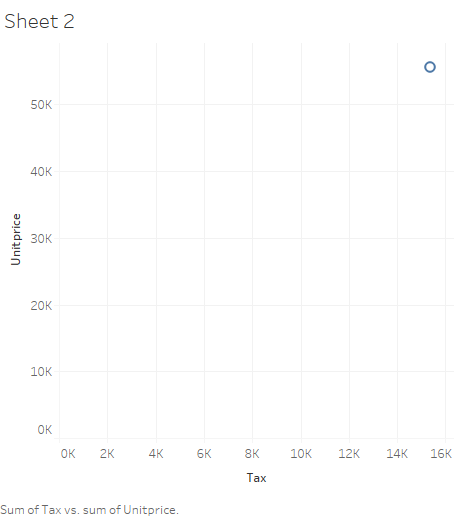 Sheet 2
50K
40K
30K
20K
10K
0K
Unitprice
0K 2K 4K 6K 8K 10K 12K 14K 16K
Tax
Sum of Tax vs. sum of Unitprice.